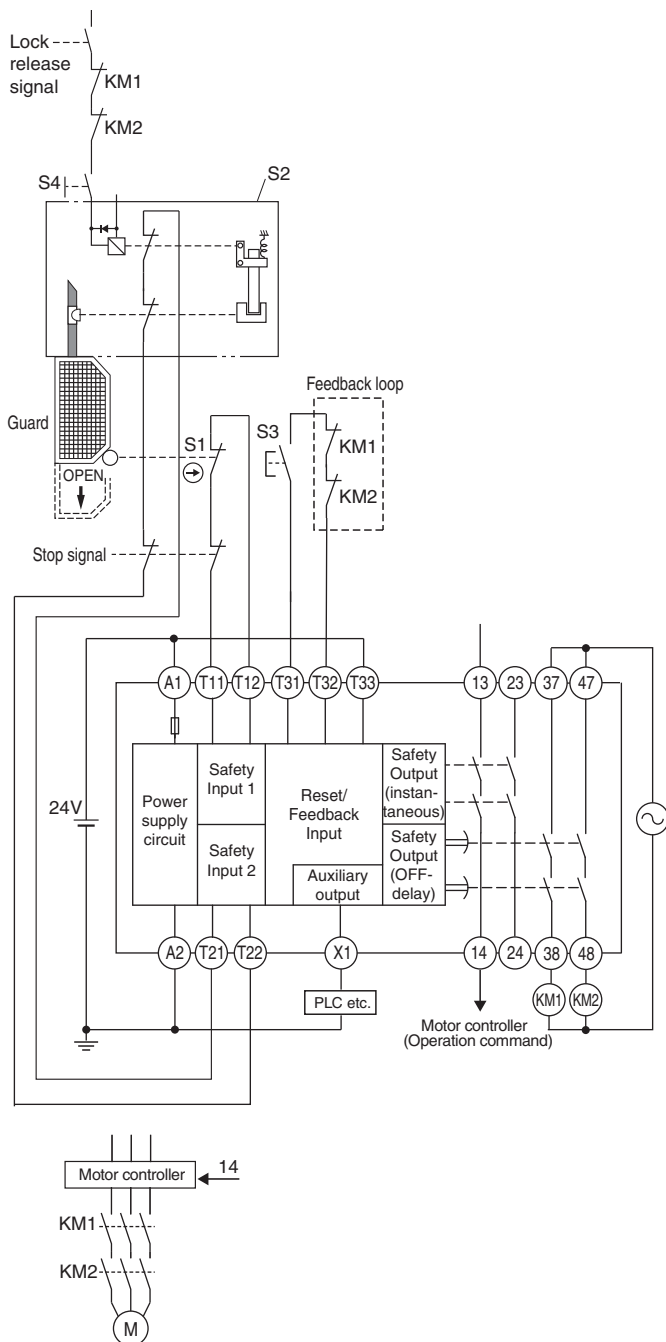 Lock
release
signal
KM1
KM2
S4
S2
Guard
OPEN
Feedback loop
S1
S3
KM1
KM2
Stop signal
A1
T11
T12
T31
T32
T33
13
23
37
47
24V
Power
supply
circuit
Safety
Input 1
Safety
Input 2
Reset/
Feedback
Input
Auxiliary
output
Safety
Output
(instan-
taneous)
Safety
Output
(OFF-
delay)
A2
T21
T22
X1
14
24
38
48
PLC etc.
KM1
KM2
Motor controller
(Operation command)
Motor controller
14
KM1
KM2
M